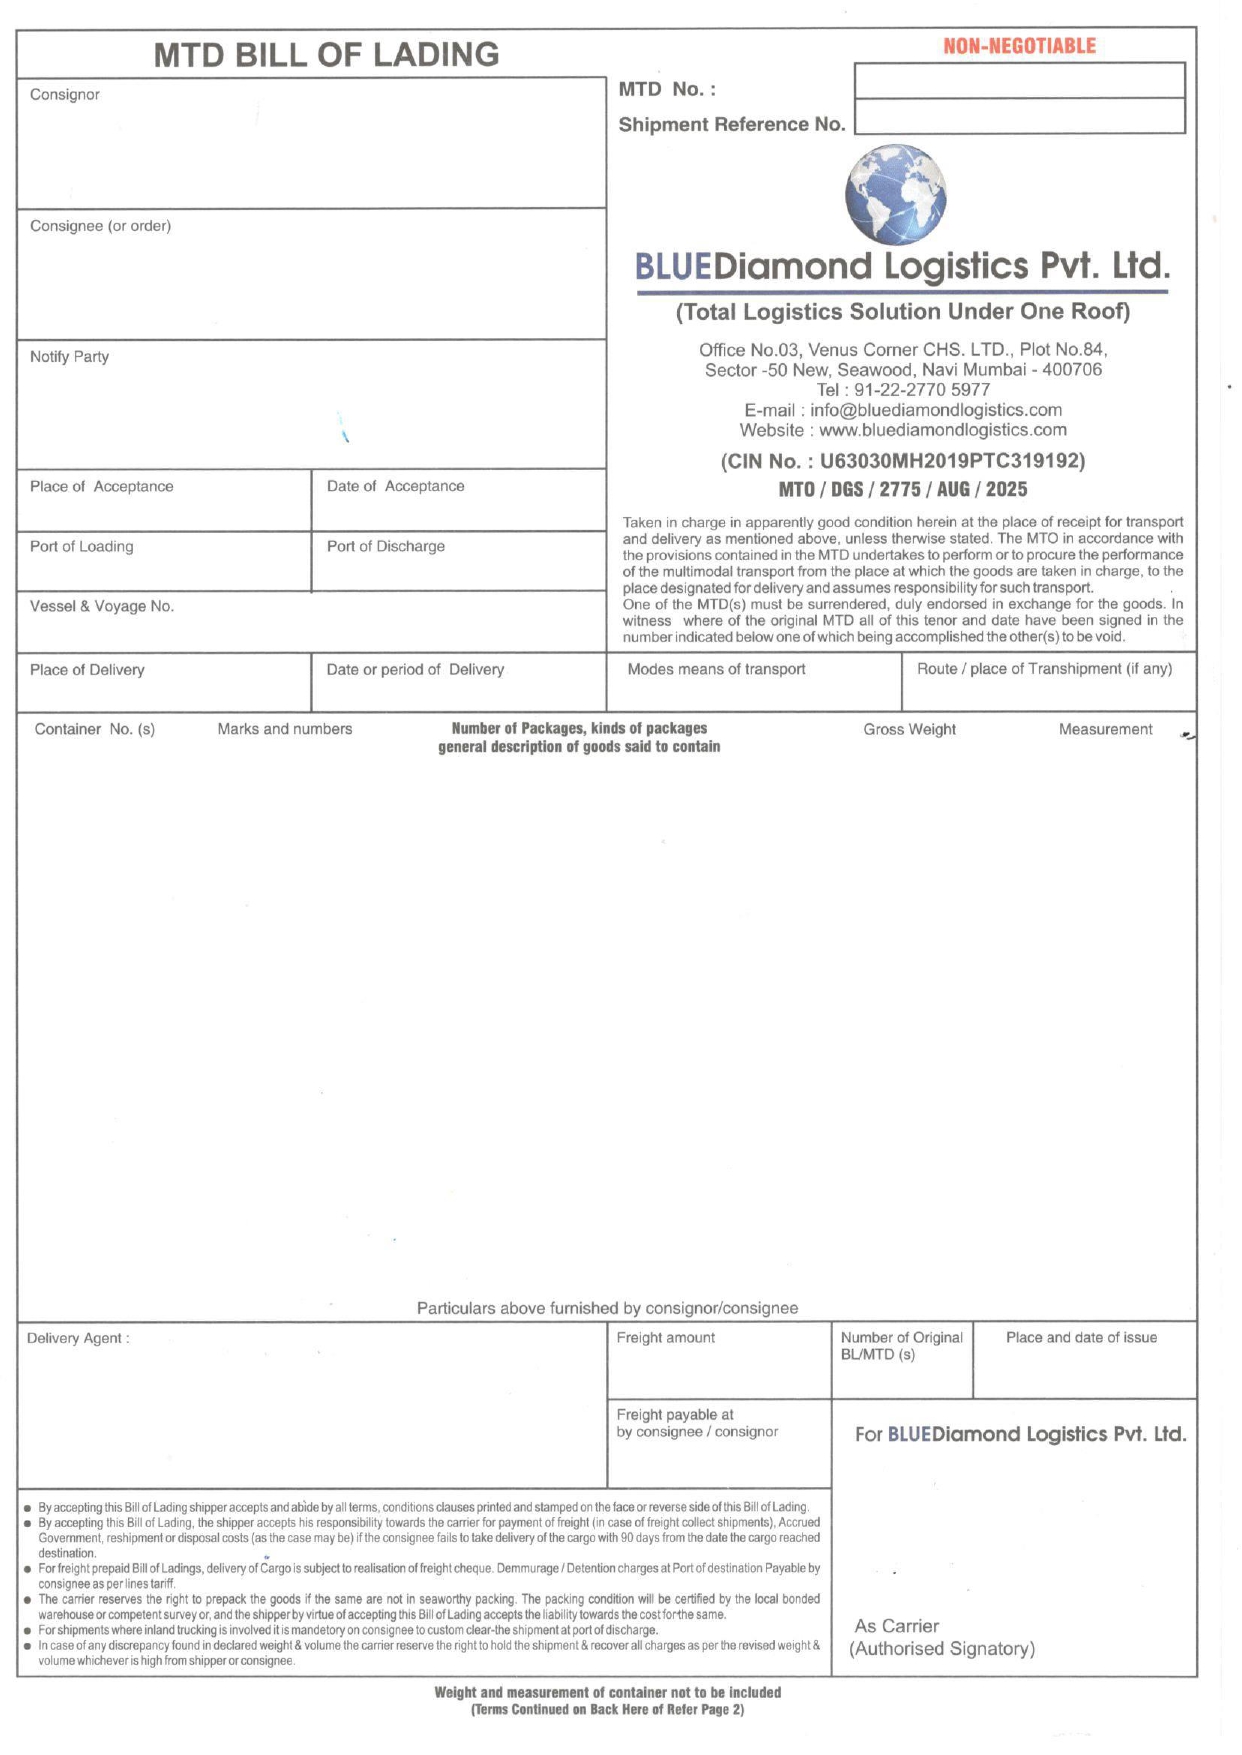 MTD BILL OF LADING
NON-NEGOTIABLE
Consignor
MTD No. :
Shipment Reference No.
Consignee (or order)
BLUEDiamond Logistics Pvt. Ltd.
(Total Logistics Solution Under One Roof)
Office No.03, Venus Corner CHS. LTD., Plot No.84,
Sector -50 New, Seawood, Navi Mumbai - 400706
Tel : 91-22-2770 5977
E-mail : info@bluediamondlogistics.com
Website : www.bluediamondlogistics.com
(CIN No. : U63030MH2019PTC319192)
MTO / DGS / 2775 / AUG / 2025
Notify Party
Place of Acceptance
Date of Acceptance
Port of Loading
Port of Discharge
Vessel & Voyage No.
Taken in charge in apparently good condition herein at the place of receipt for transport
and delivery as mentioned above, unless therwise stated. The MTO in accordance with
the provisions contained in the MTD undertakes to perform or to procure the performance
of the multimodal transport from the place at which the goods are taken in charge, to the
place designated for delivery and assumes responsibility for such transport.
One of the MTD(s) must be surrendered, duly endorsed in exchange for the goods. In
witness where of the original MTD all of this tenor and date have been signed in the
number indicated below one of which being accomplished the other(s) to be void.
Place of Delivery
Date or period of Delivery
Modes means of transport
Route / place of Transhipment (if any)
Container No. (s)
Marks and numbers
Number of Packages, kinds of packages
general description of goods said to contain
Gross Weight
Measurement
Particulars above furnished by consignor/consignee
Delivery Agent :
Freight amount
Number of Original
BL/MTD (s)
Place and date of issue
Freight payable at
by consignee / consignor
For BLUEDiamond Logistics Pvt. Ltd.
● By accepting this Bill of Lading shipper accepts and abide by all terms, conditions clauses printed and stamped on the face or reverse side of this Bill of Lading.
● By accepting this Bill of Lading, the shipper accepts his responsibility towards the carrier for payment of freight (in case of freight collect shipments), Accrued
Government, reshipment or disposal costs (as the case may be) if the consignee fails to take delivery of the cargo with 90 days from the date the cargo reached
destination.
● For freight prepaid Bill of Ladings, delivery of Cargo is subject to realisation of freight cheque. Demmurage / Detention charges at Port of destination Payable by
consignee as per lines tariff.
● The carrier reserves the right to prepack the goods if the same are not in seaworthy packing. The packing condition will be certified by the local bonded
warehouse or competent survey or, and the shipper by virtue of accepting this Bill of Lading accepts the liability towards the cost forthe same.
● For shipments where inland trucking is involved it is mandetory on consignee to custom clear-the shipment at port of discharge.
● In case of any discrepancy found in declared weight & volume the carrier reserve the right to hold the shipment & recover all charges as per the revised weight &
volume whichever is high from shipper or consignee.
As Carrier
(Authorised Signatory)
Weight and measurement of container not to be included
(Terms Continued on Back Here of Refer Page 2)